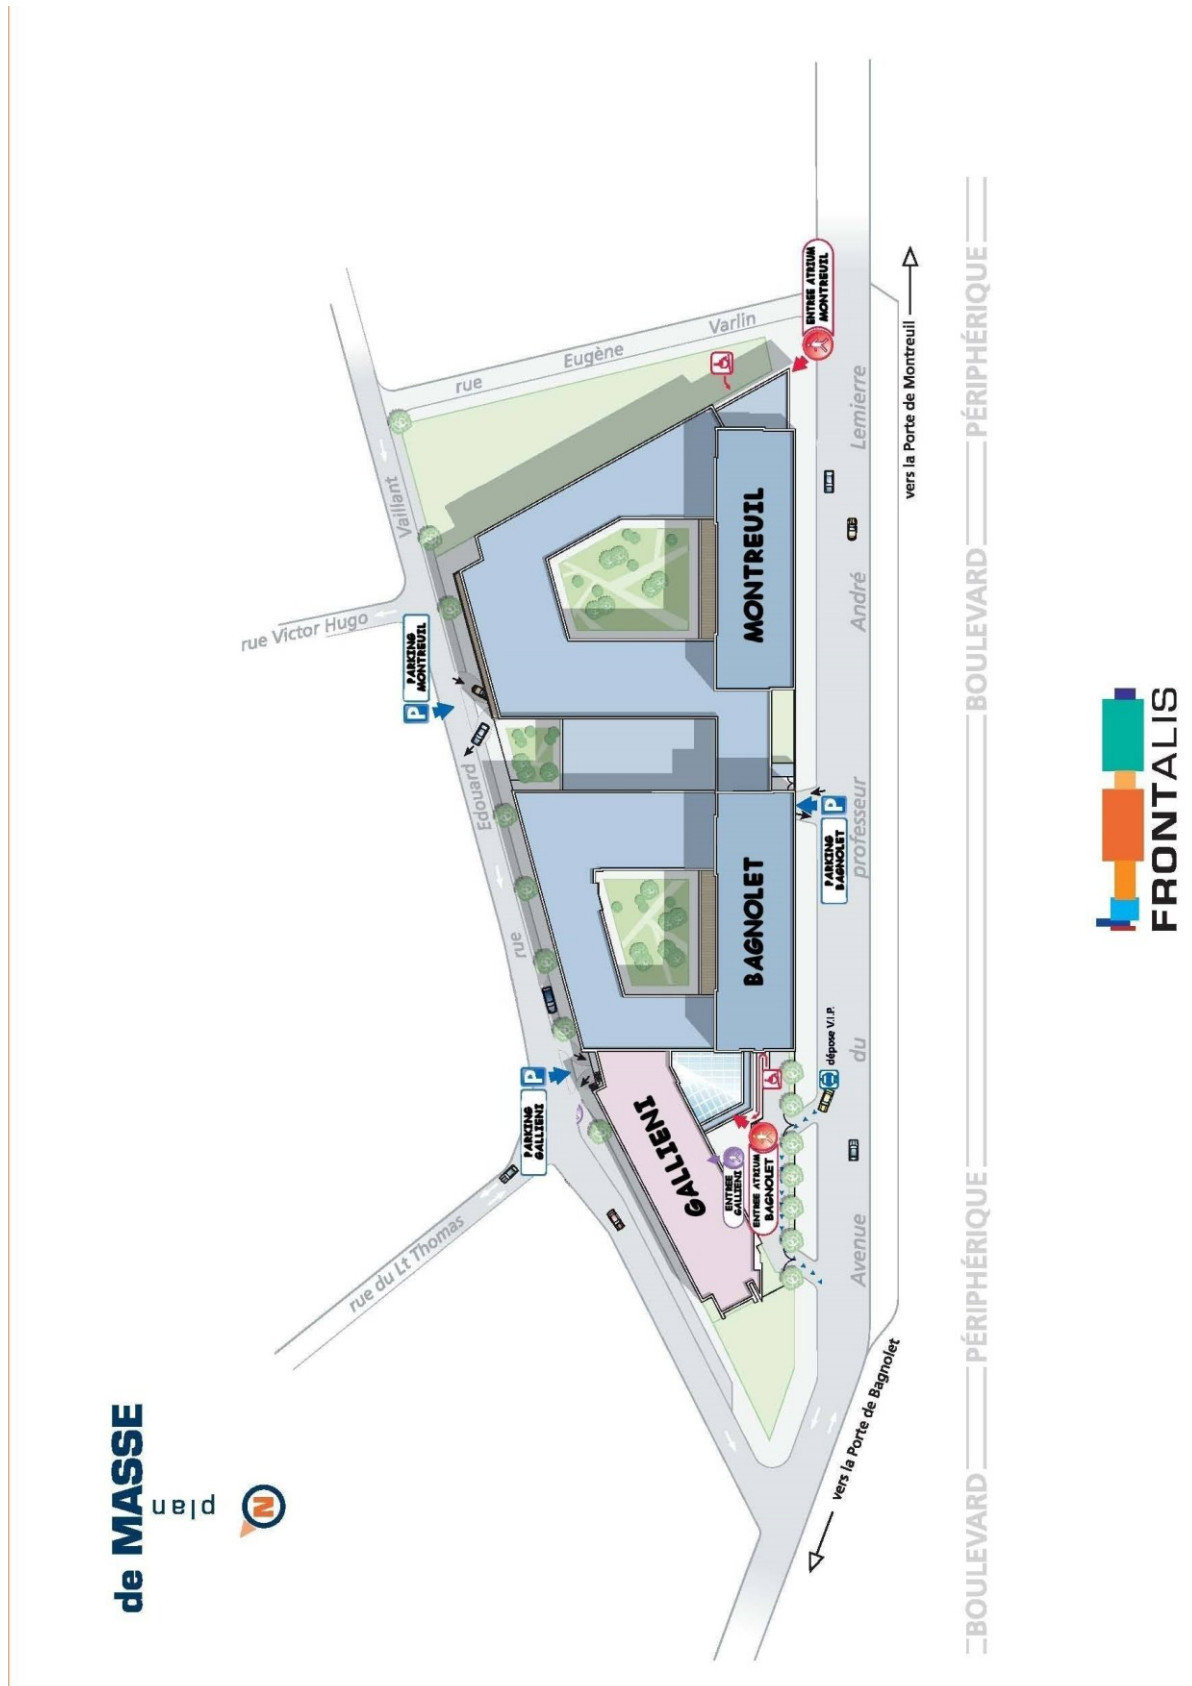 plan
de MASSE
N
rue du Lt Thomas
rue Victor Hugo
rue
Edouard
Vaillant
rue
Eugène
Varlin
PARKING
GALLIENI
P
PARKING
MONTREUIL
P
GALLIENI
BAGNOLET
MONTREUIL
ENTREE
GALLIENI
ENTREE ATRIUM
BAGNOLET
ENTREE ATRIUM
MONTREUIL
dépose V.I.P.
PARKING
BAGNOLET
P
Avenue
du
professeur
André
Lemierre
vers la Porte de Bagnolet
vers la Porte de Montreuil
BOULEVARD
PÉRIPHÉRIQUE
BOULEVARD
PÉRIPHÉRIQUE
FRONTALIS